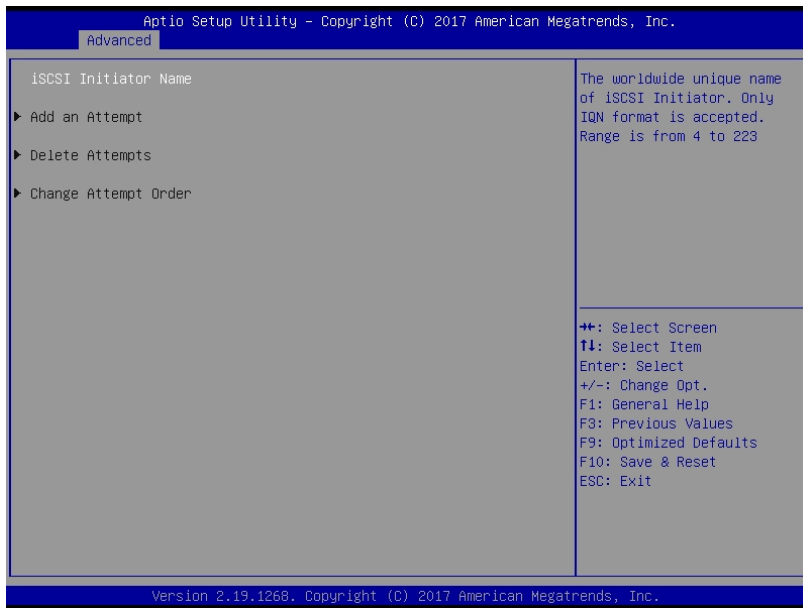 Aptio Setup Utility – Copyright (C) 2017 American Megatrends, Inc.
Advanced
iSCSI Initiator Name
▶ Add an Attempt
▶ Delete Attempts
▶ Change Attempt Order
The worldwide unique name
of iSCSI Initiator. Only
IQN format is accepted.
Range is from 4 to 223
→←: Select Screen
↑↓: Select Item
Enter: Select
+/-: Change Opt.
F1: General Help
F3: Previous Values
F9: Optimized Defaults
F10: Save & Reset
ESC: Exit
Version 2.19.1268. Copyright (C) 2017 American Megatrends, Inc.